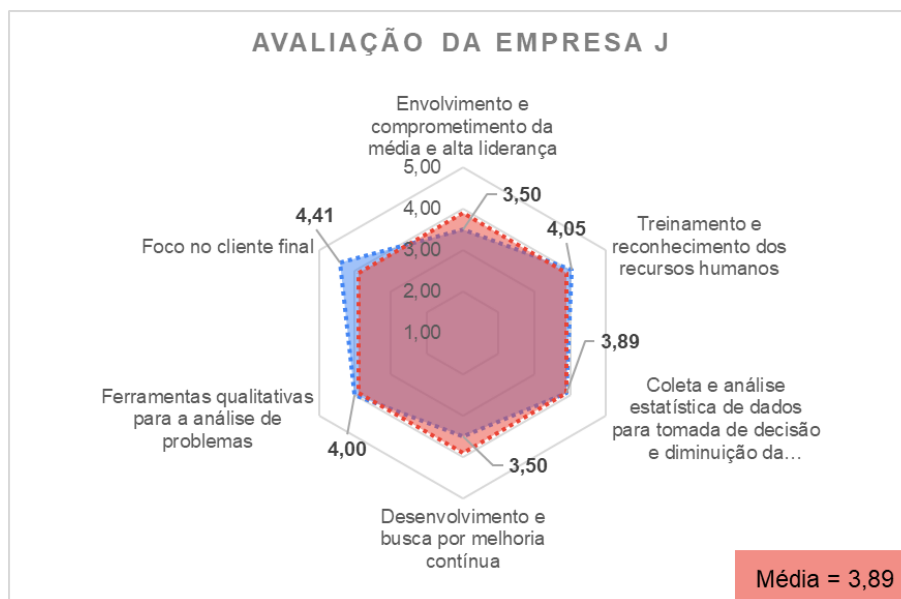 AVALIAÇÃO DA EMPRESA J
Envolvimento e
comprometimento da
média e alta liderança
5,00
3,50
4,00
4,41
4,05
Treinamento e
reconhecimento dos
recursos humanos
Foco no cliente final
3,00
2,00
1,00
3,89
Coleta e análise
estatística de dados
para tomada de decisão
e diminuição da...
Ferramentas qualitativas
para a análise de
problemas
4,00
3,50
Desenvolvimento e
busca por melhoria
contínua
Média = 3,89